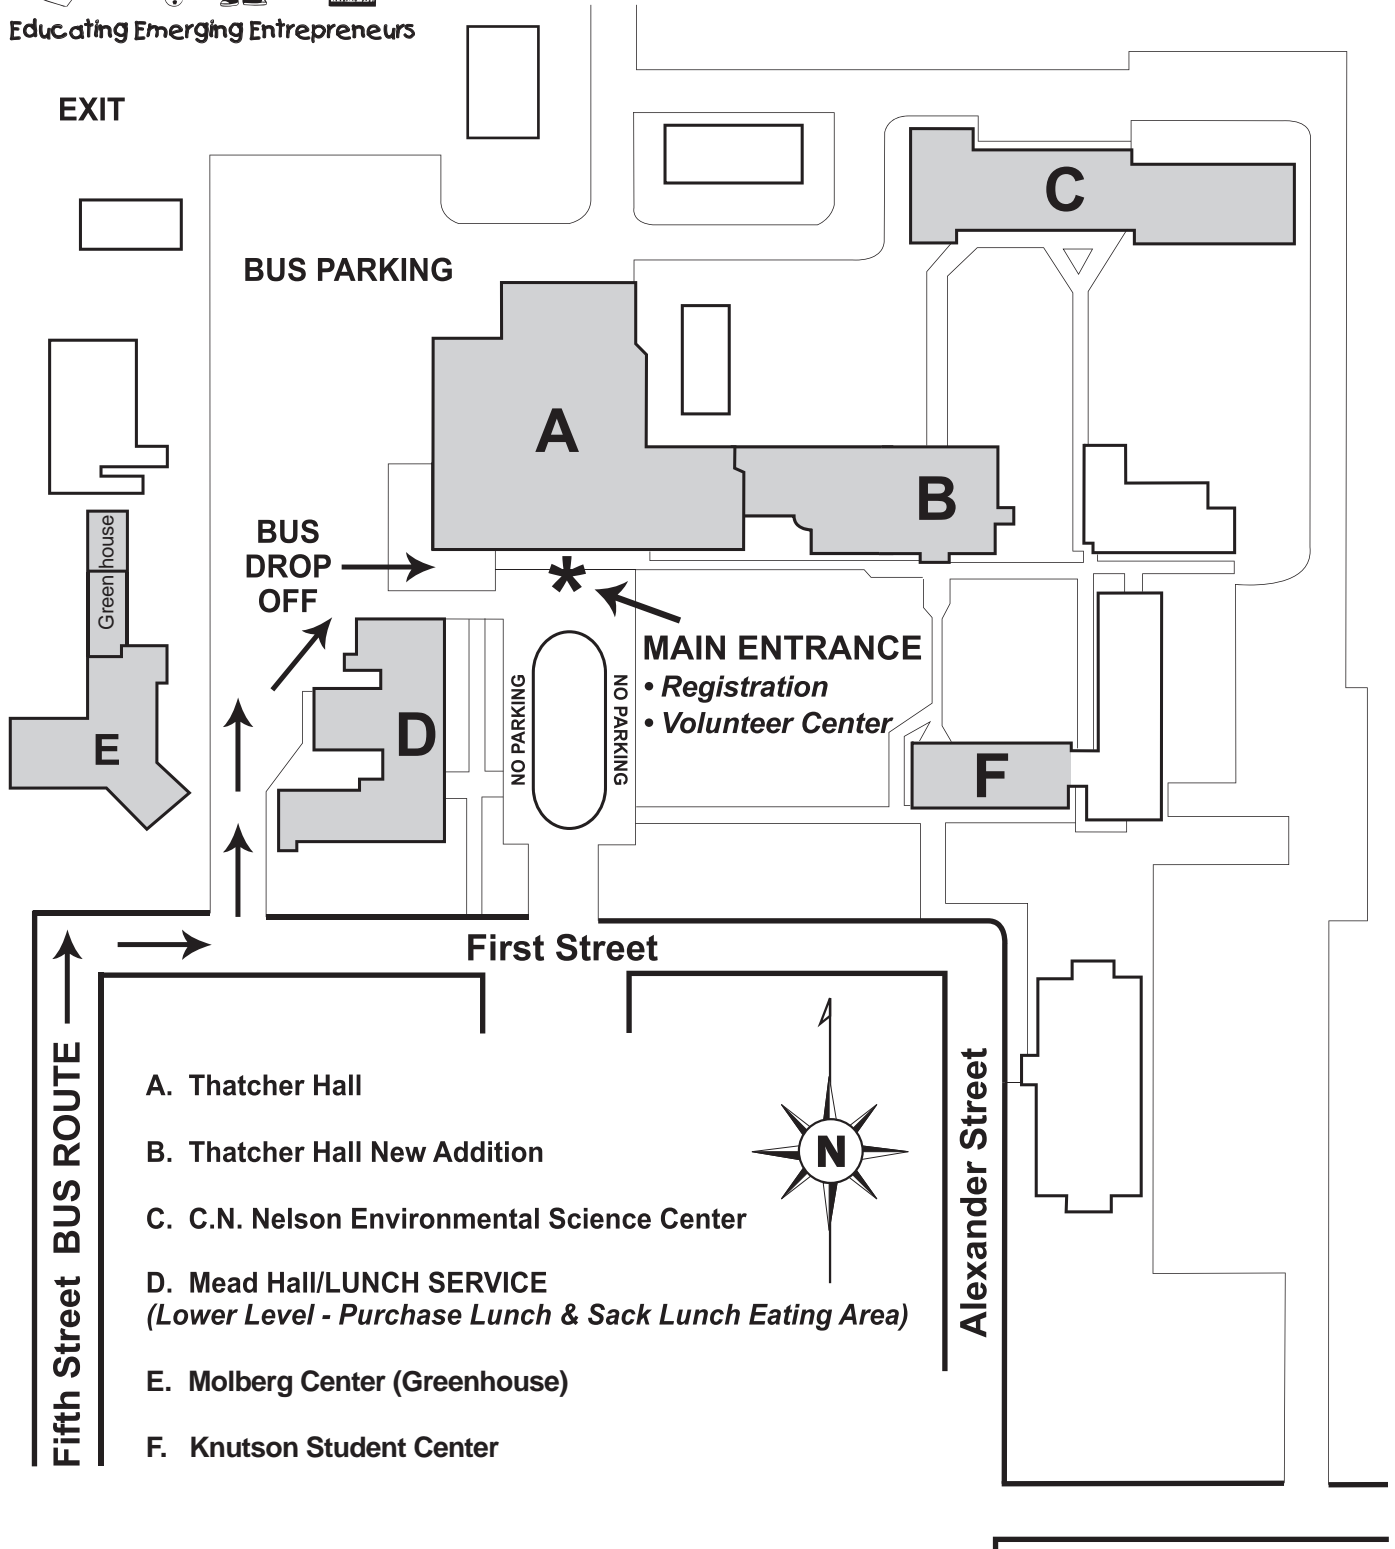 Educating Emerging Entrepreneurs
EXIT
C
BUS PARKING
A
B
Green house
BUS
DROP
OFF
*
MAIN ENTRANCE
• Registration
• Volunteer Center
NO PARKING
NO PARKING
D
E
F
First Street
Fifth Street BUS ROUTE
Alexander Street
N
A. Thatcher Hall
B. Thatcher Hall New Addition
C. C.N. Nelson Environmental Science Center
D. Mead Hall/LUNCH SERVICE
(Lower Level - Purchase Lunch & Sack Lunch Eating Area)
E. Molberg Center (Greenhouse)
F. Knutson Student Center